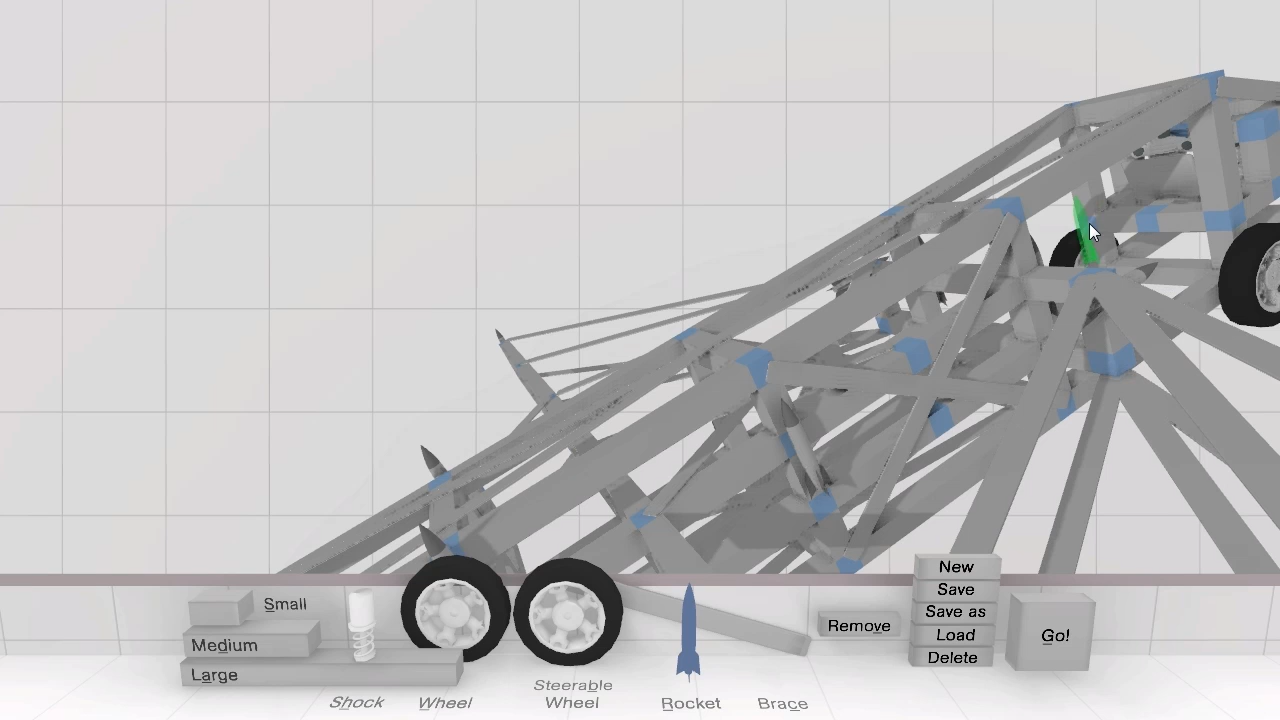 New
Save
Save as
Load
Delete
Small
Medium
Large
Shock
Wheel
Steerable
Wheel
Rocket
Brace
Remove
Go!